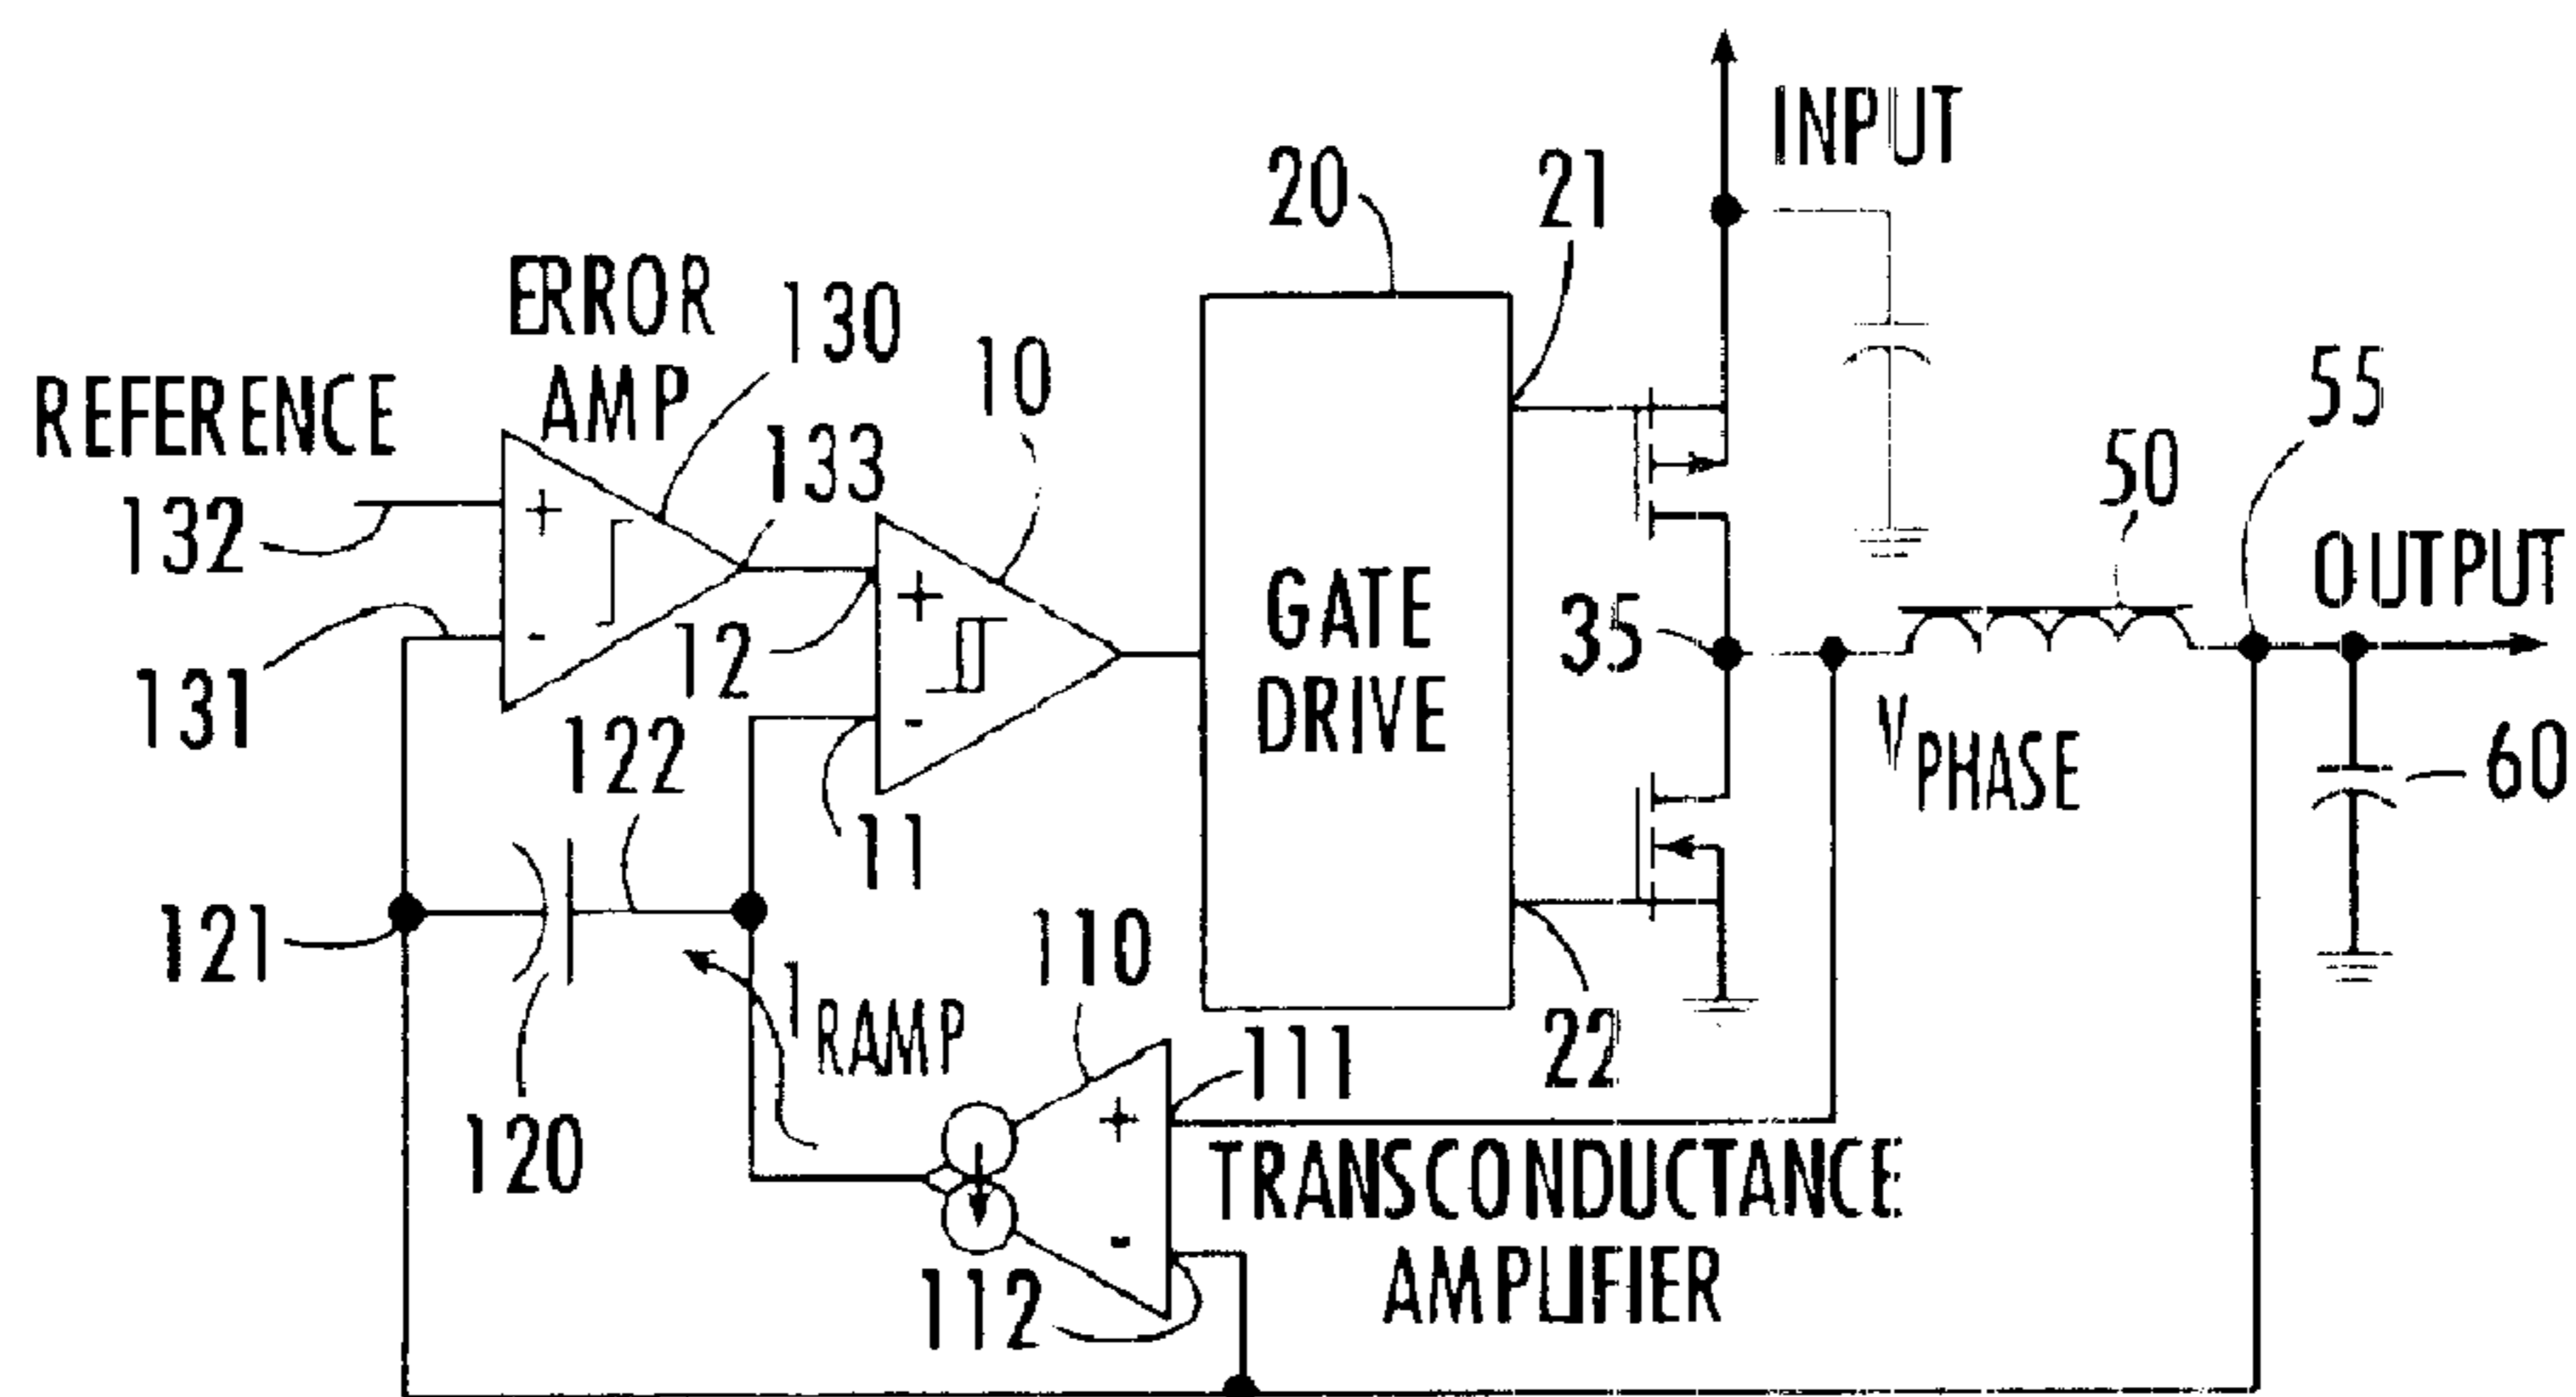 INPUT
20
21
ERROR
AMP
130
10
REFERENCE
132
+
133
55
50
OUTPUT
12
+
GATE
DRIVE
35
131
-
-
11
122
V PHASE
60
121
120
I RAMP
110
111
+
22
TRANSCONDUCTANCE
AMPLIFIER
-
112